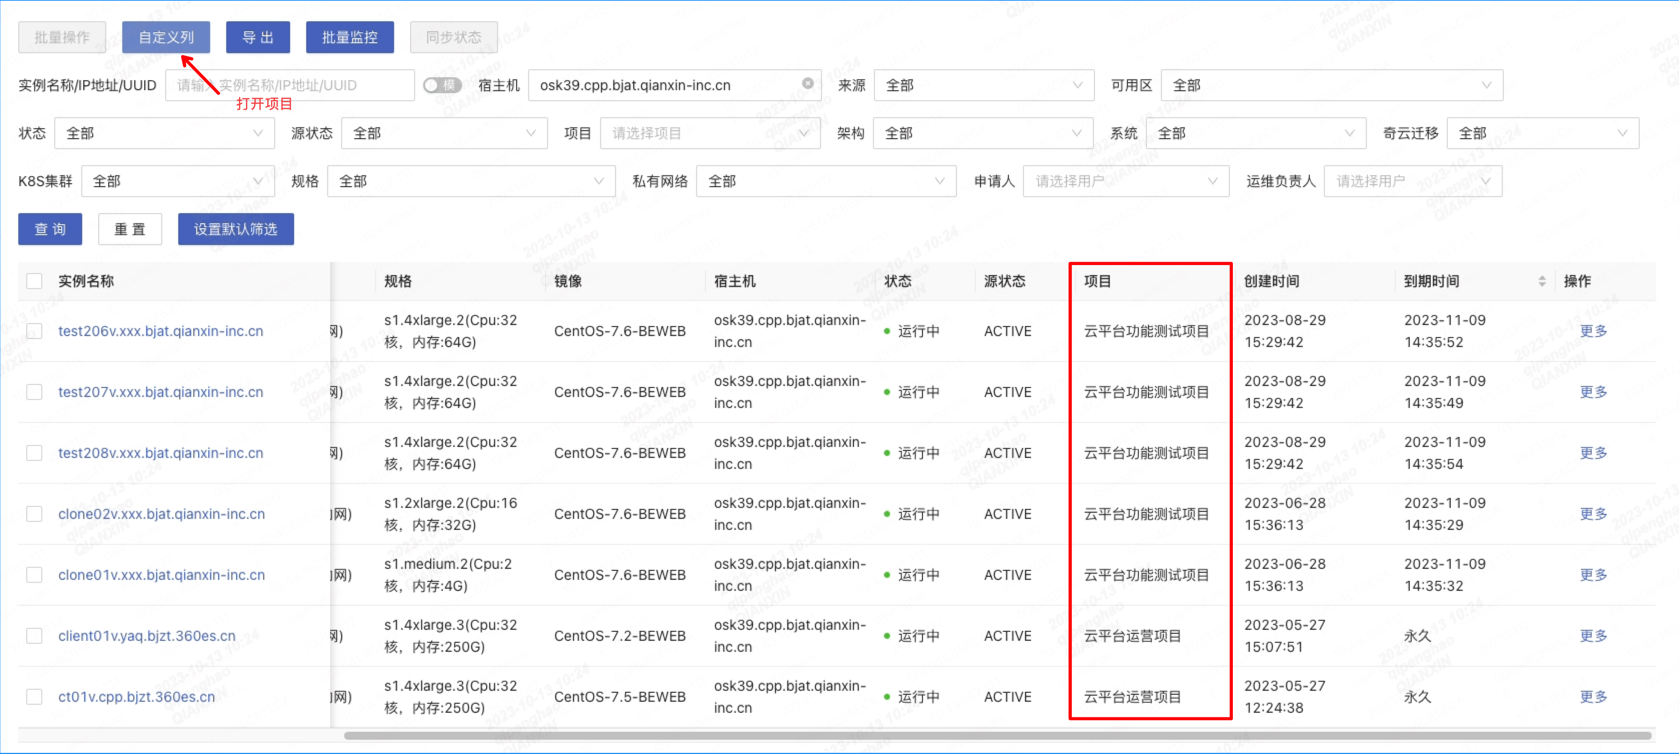 批量操作 自定义列 导出 批量监控 同步状态
实例名称/IP地址/UUID 请输入实例名称/IP地址/UUID 模 宿主机 osk39.cpp.bjat.qianxin-inc.cn 来源 全部 可用区 全部
打开项目
状态 全部 源状态 全部 项目 请选择项目 架构 全部 系统 全部 奇云迁移 全部
K8S集群 全部 规格 全部 私有网络 全部 申请人 请选择用户 运维负责人 请选择用户
查询 重置 设置默认筛选
实例名称 规格 镜像 宿主机 状态 源状态 项目 创建时间 到期时间 操作
test206v.xxx.bjat.qianxin-inc.cn 网) s1.4xlarge.2(Cpu:32 CentOS-7.6-BEWEB osk39.cpp.bjat.qianxin- 运行中 ACTIVE 云平台功能测试项目 2023-08-29 2023-11-09 更多
核，内存:64G) inc.cn 15:29:42 14:35:52
test207v.xxx.bjat.qianxin-inc.cn 网) s1.4xlarge.2(Cpu:32 CentOS-7.6-BEWEB osk39.cpp.bjat.qianxin- 运行中 ACTIVE 云平台功能测试项目 2023-08-29 2023-11-09 更多
核，内存:64G) inc.cn 15:29:42 14:35:49
test208v.xxx.bjat.qianxin-inc.cn 网) s1.4xlarge.2(Cpu:32 CentOS-7.6-BEWEB osk39.cpp.bjat.qianxin- 运行中 ACTIVE 云平台功能测试项目 2023-08-29 2023-11-09 更多
核，内存:64G) inc.cn 15:29:42 14:35:54
clone02v.xxx.bjat.qianxin-inc.cn 网) s1.2xlarge.2(Cpu:16 CentOS-7.6-BEWEB osk39.cpp.bjat.qianxin- 运行中 ACTIVE 云平台功能测试项目 2023-06-28 2023-11-09 更多
核，内存:32G) inc.cn 15:36:13 14:35:29
clone01v.xxx.bjat.qianxin-inc.cn 网) s1.medium.2(Cpu:2 CentOS-7.6-BEWEB osk39.cpp.bjat.qianxin- 运行中 ACTIVE 云平台功能测试项目 2023-06-28 2023-11-09 更多
核，内存:4G) inc.cn 15:36:13 14:35:32
client01v.yaq.bjzt.360es.cn 网) s1.4xlarge.3(Cpu:32 CentOS-7.2-BEWEB osk39.cpp.bjat.qianxin- 运行中 ACTIVE 云平台运营项目 2023-05-27 永久 更多
核，内存:250G) inc.cn 15:07:51
ct01v.cpp.bjzt.360es.cn 网) s1.4xlarge.3(Cpu:32 CentOS-7.5-BEWEB osk39.cpp.bjat.qianxin- 运行中 ACTIVE 云平台运营项目 2023-05-27 永久 更多
核，内存:250G) inc.cn 12:24:38